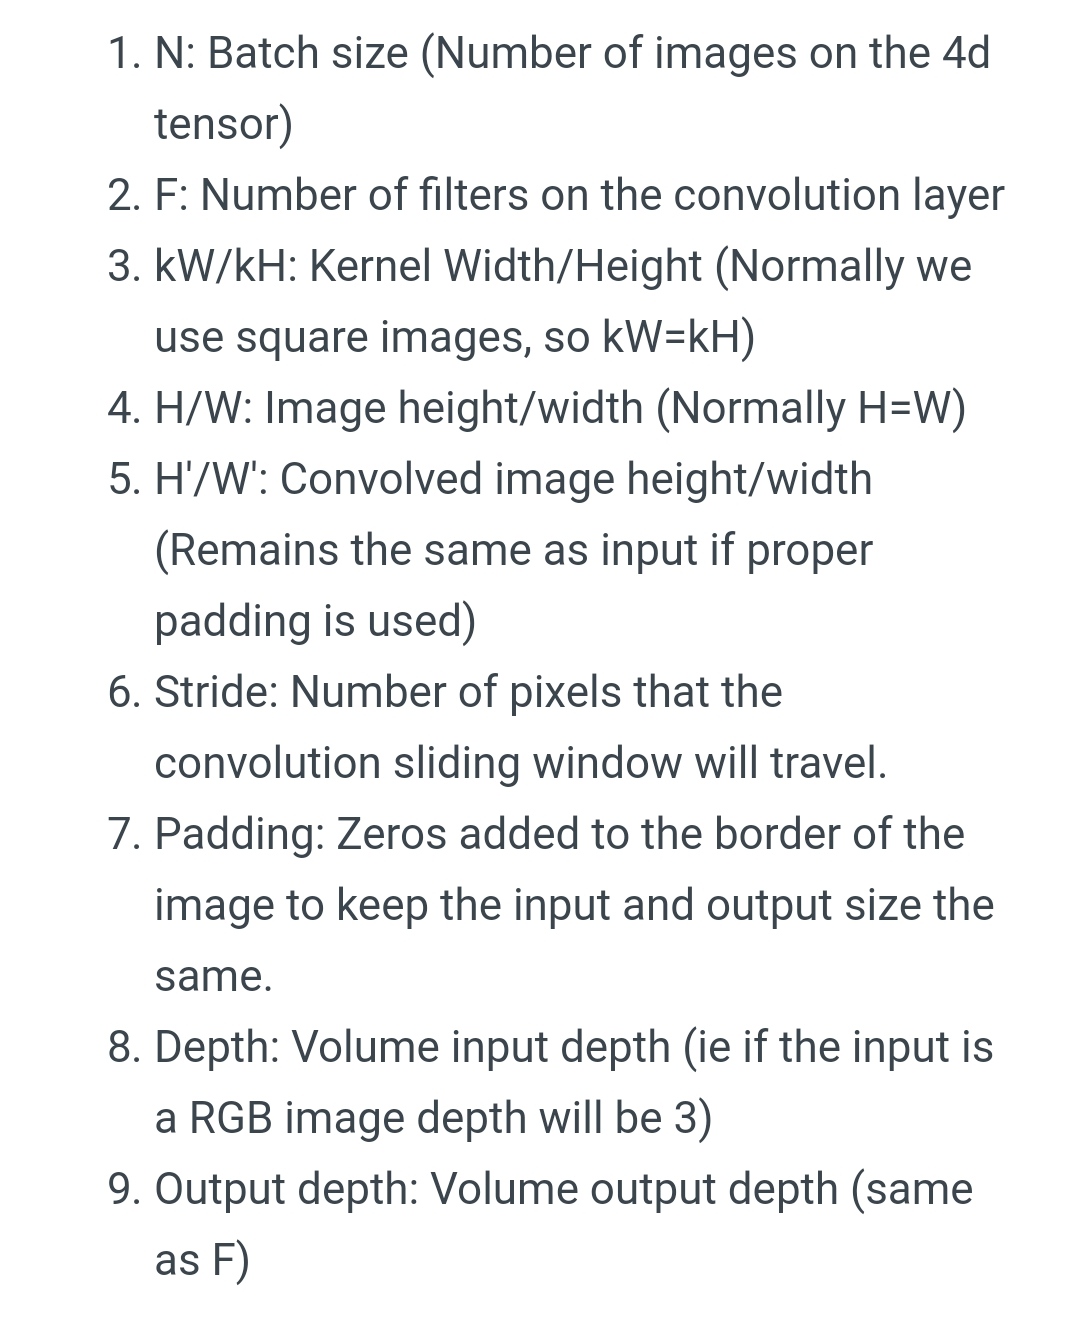 1. N: Batch size (Number of images on the 4d
tensor)
2. F: Number of filters on the convolution layer
3. kW/kH: Kernel Width/Height (Normally we
use square images, so kW=kH)
4. H/W: Image height/width (Normally H=W)
5. H'/W': Convolved image height/width
(Remains the same as input if proper
padding is used)
6. Stride: Number of pixels that the
convolution sliding window will travel.
7. Padding: Zeros added to the border of the
image to keep the input and output size the
same.
8. Depth: Volume input depth (ie if the input is
a RGB image depth will be 3)
9. Output depth: Volume output depth (same
as F)